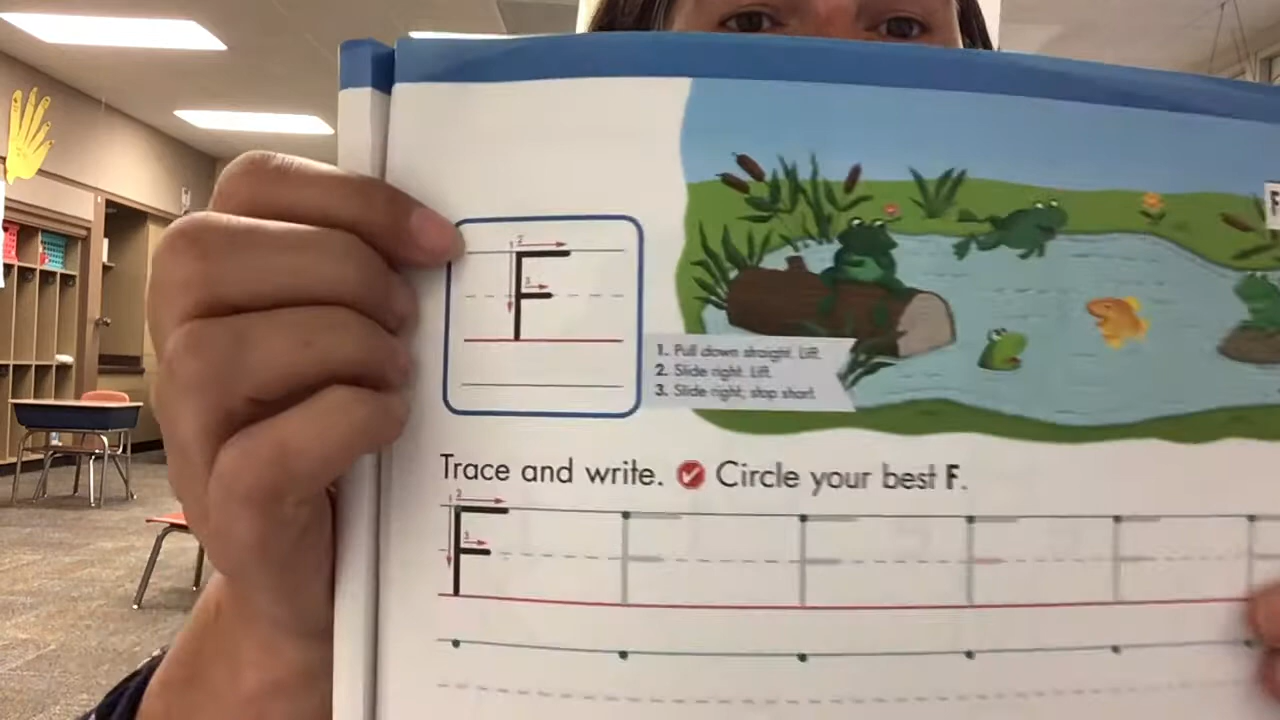 F
1. Pull down straight. Lift.
2. Slide right. Lift.
3. Slide right, stop short.
Trace and write. Circle your best F.
F F F F F F